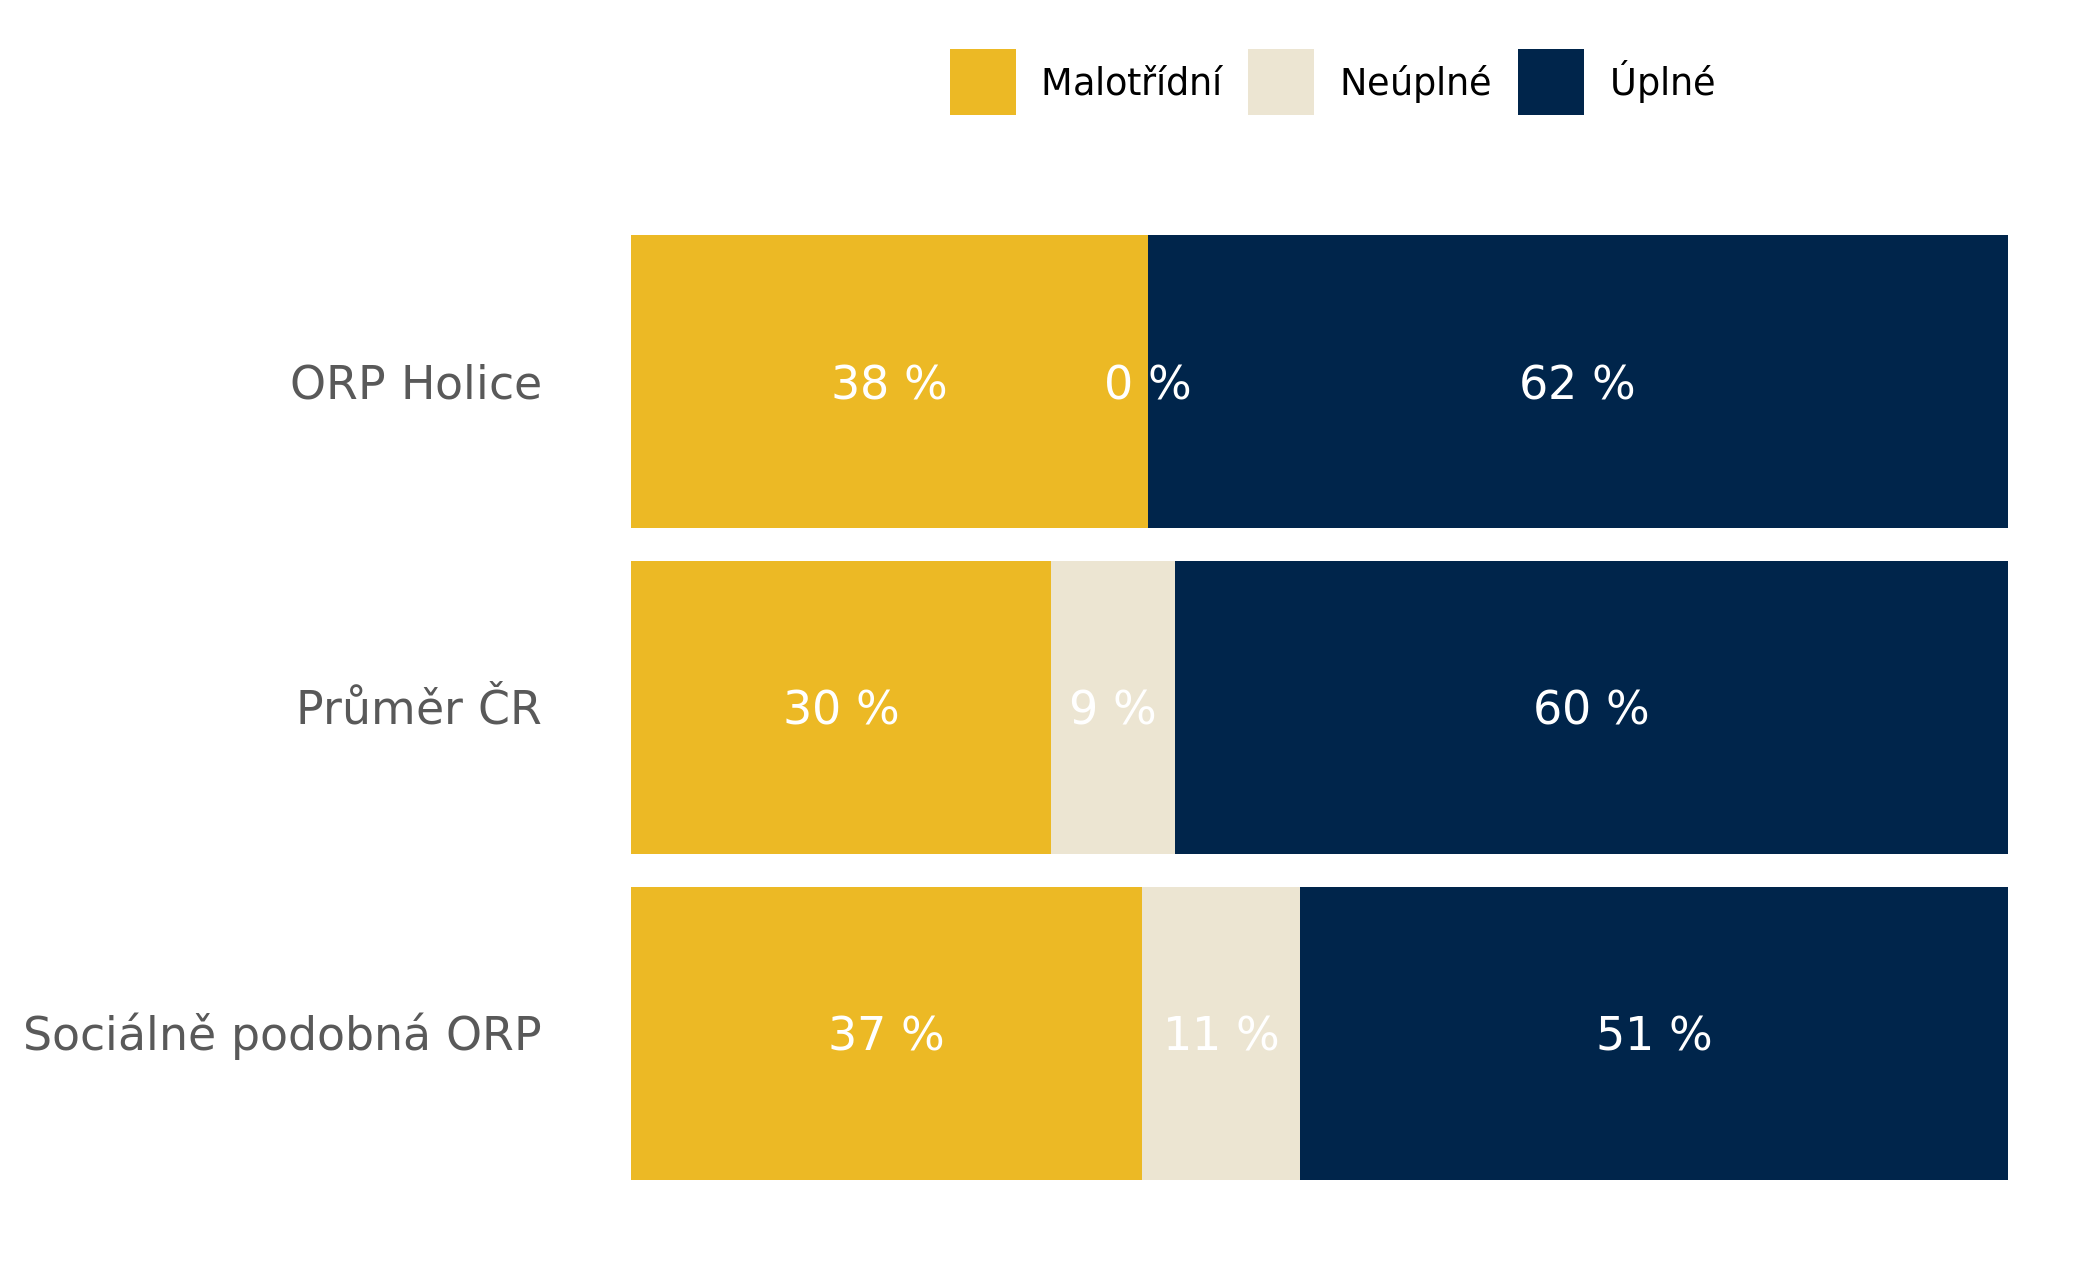 Malotřídní Neúplné Úplné
ORP Holice 38 % 0 % 62 %
Průměr ČR 30 % 9 % 60 %
Sociálně podobná ORP 37 % 11 % 51 %